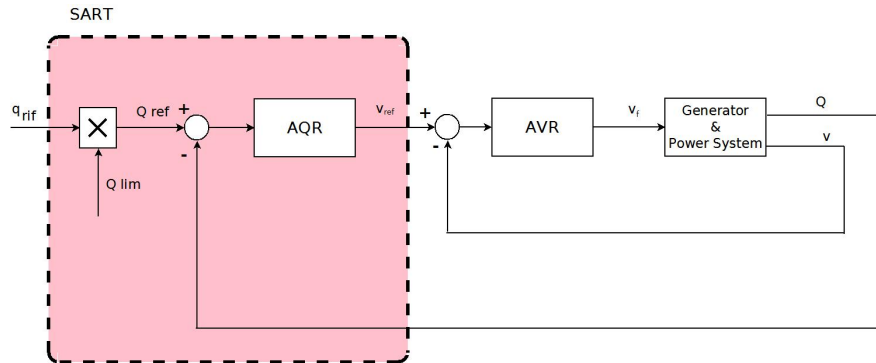 SART
q rif
×
Q lim
Q ref
+
-
AQR
v ref
+
-
AVR
v f
Generator
&
Power System
Q
v